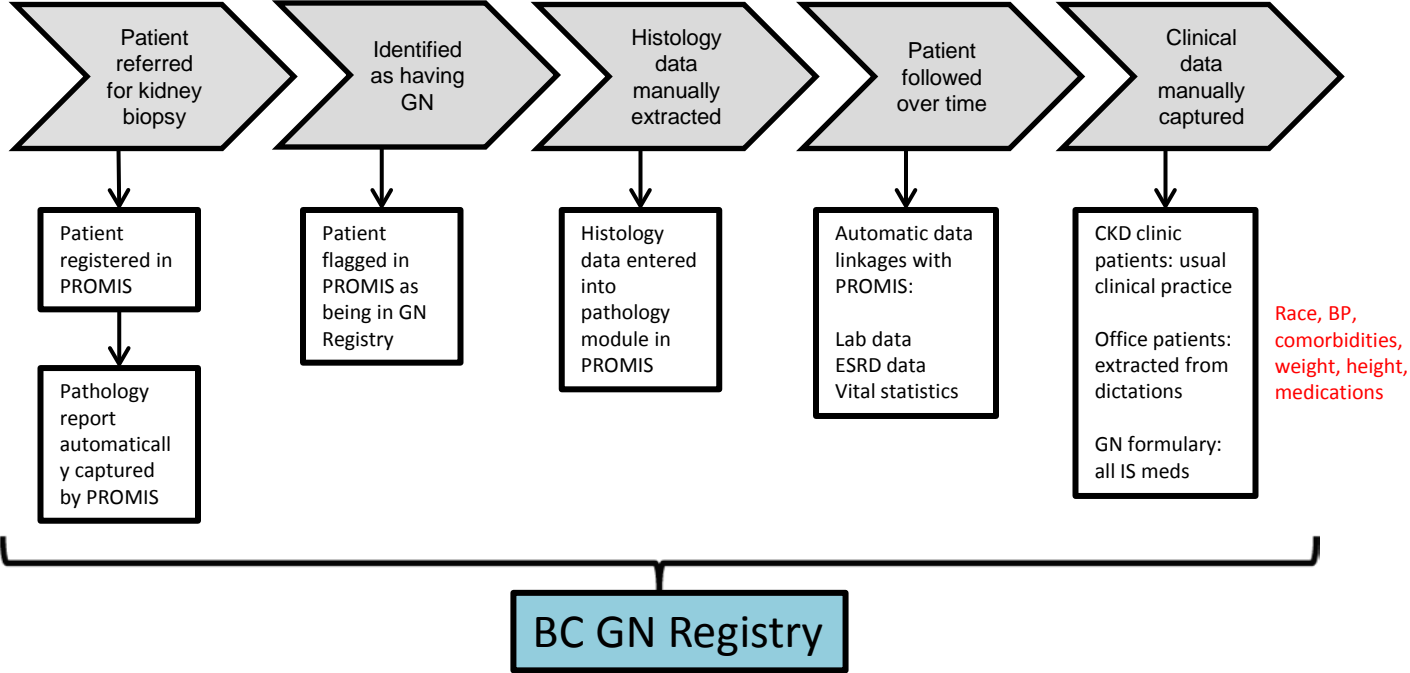 Patient
referred
for kidney
biopsy
Identified
as having
GN
Histology
data
manually
extracted
Patient
followed
over time
Clinical
data
manually
captured
Patient
registered in
PROMIS
Pathology
report
automaticall
y captured
by PROMIS
Patient
flagged in
PROMIS as
being in GN
Registry
Histology
data entered
into
pathology
module in
PROMIS
Automatic data
linkages with
PROMIS:
Lab data
ESRD data
Vital statistics
CKD clinic
patients: usual
clinical practice
Office patients:
extracted from
dictations
GN formulary:
all IS meds
Race, BP,
comorbidities,
weight, height,
medications
BC GN Registry